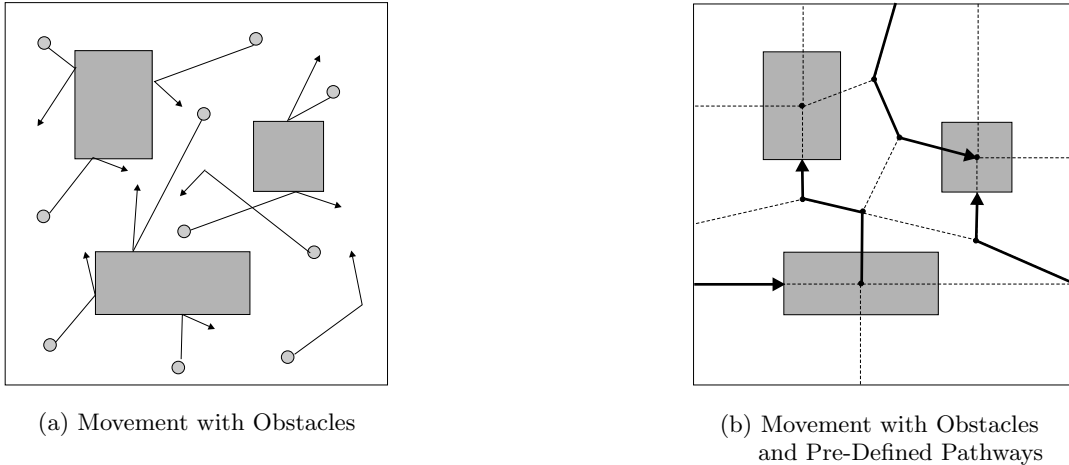 (a) Movement with Obstacles
(b) Movement with Obstacles
and Pre-Defined Pathways